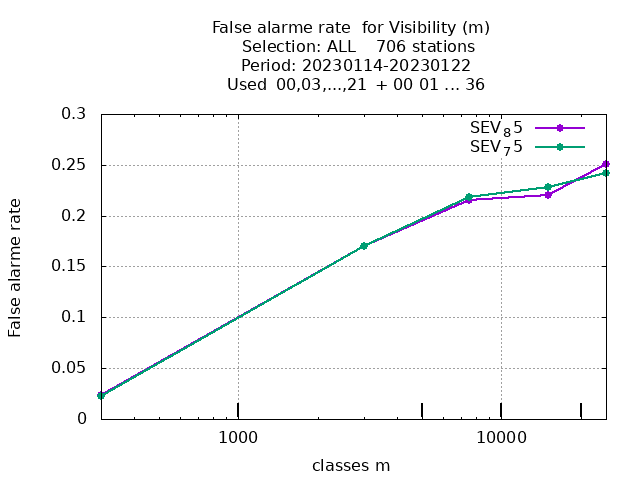 False alarme rate  for Visibility (m)
Selection: ALL    706 stations
Period: 20230114-20230122
Used  00,03,...,21  + 00 01 ... 36
0.3
SEV₈5
SEV₇5
0.25
0.2
0.15
0.1
0.05
0
False alarme rate
1000
10000
classes m